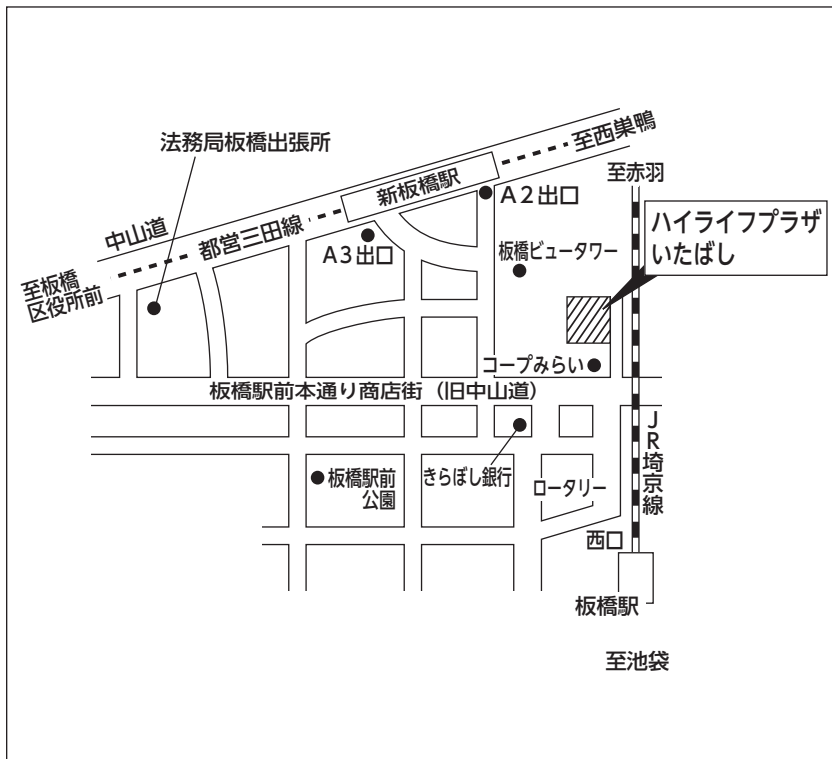 法務局板橋出張所
中山道
都営三田線
新板橋駅
至西巣鴨
至赤羽
A2出口
A3出口
板橋ビュータワー
ハイライフプラザ
いたばし
至板橋
区役所前
コープみらい
板橋駅前本通り商店街（旧中山道）
JR埼京線
板橋駅前
公園
きらぼし銀行
ロータリー
西口
板橋駅
至池袋